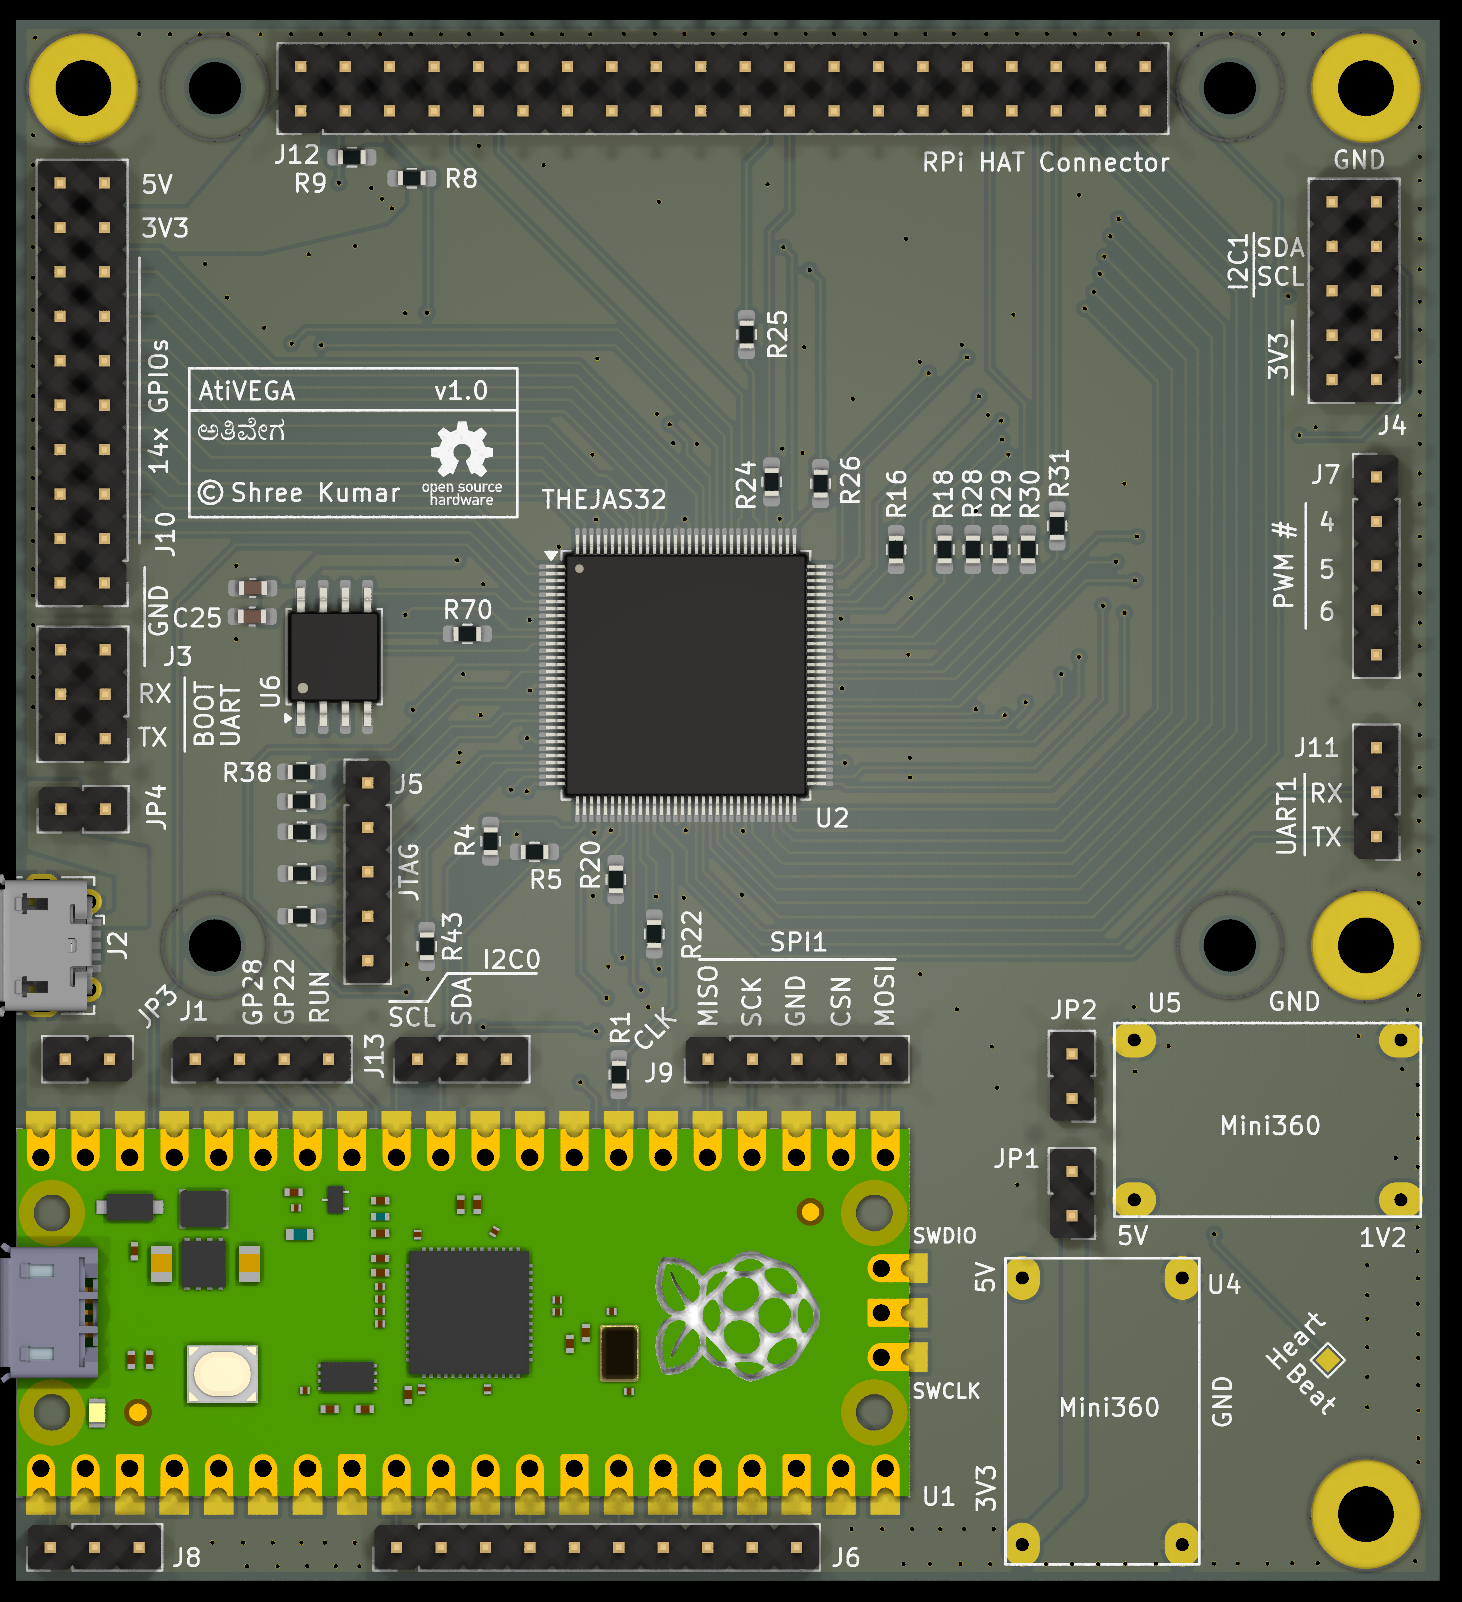 J12
R9
R8
RPi HAT Connector
GND
5V
3V3
14x GPIOs
J10
I2C1
SDA
SCL
3V3
J4
R25
AtiVEGA v1.0
ಅತಿವೇಗ
© Shree Kumar
open source
hardware
THEJAS32
R24
R26
R16
R18
R28
R29
R30
R31
J7
PWM #
4
5
6
GND
C25
J3
RX
TX
BOOT
UART
U6
R70
R38
J5
JTAG
JP4
U2
J11
UART1
RX
TX
R4
R5
R20
R22
R43
J2
JP3
J1
GP28
GP22
RUN
J13
I2C0
SCL
SDA
R1
CLK
J9
SPI1
MISO
SCK
GND
CSN
MOSI
JP2
U5
GND
Mini360
JP1
5V
1V2
SWDIO
SWCLK
5V
U4
Mini360
3V3
GND
Heart
Beat
U1
J8
J6